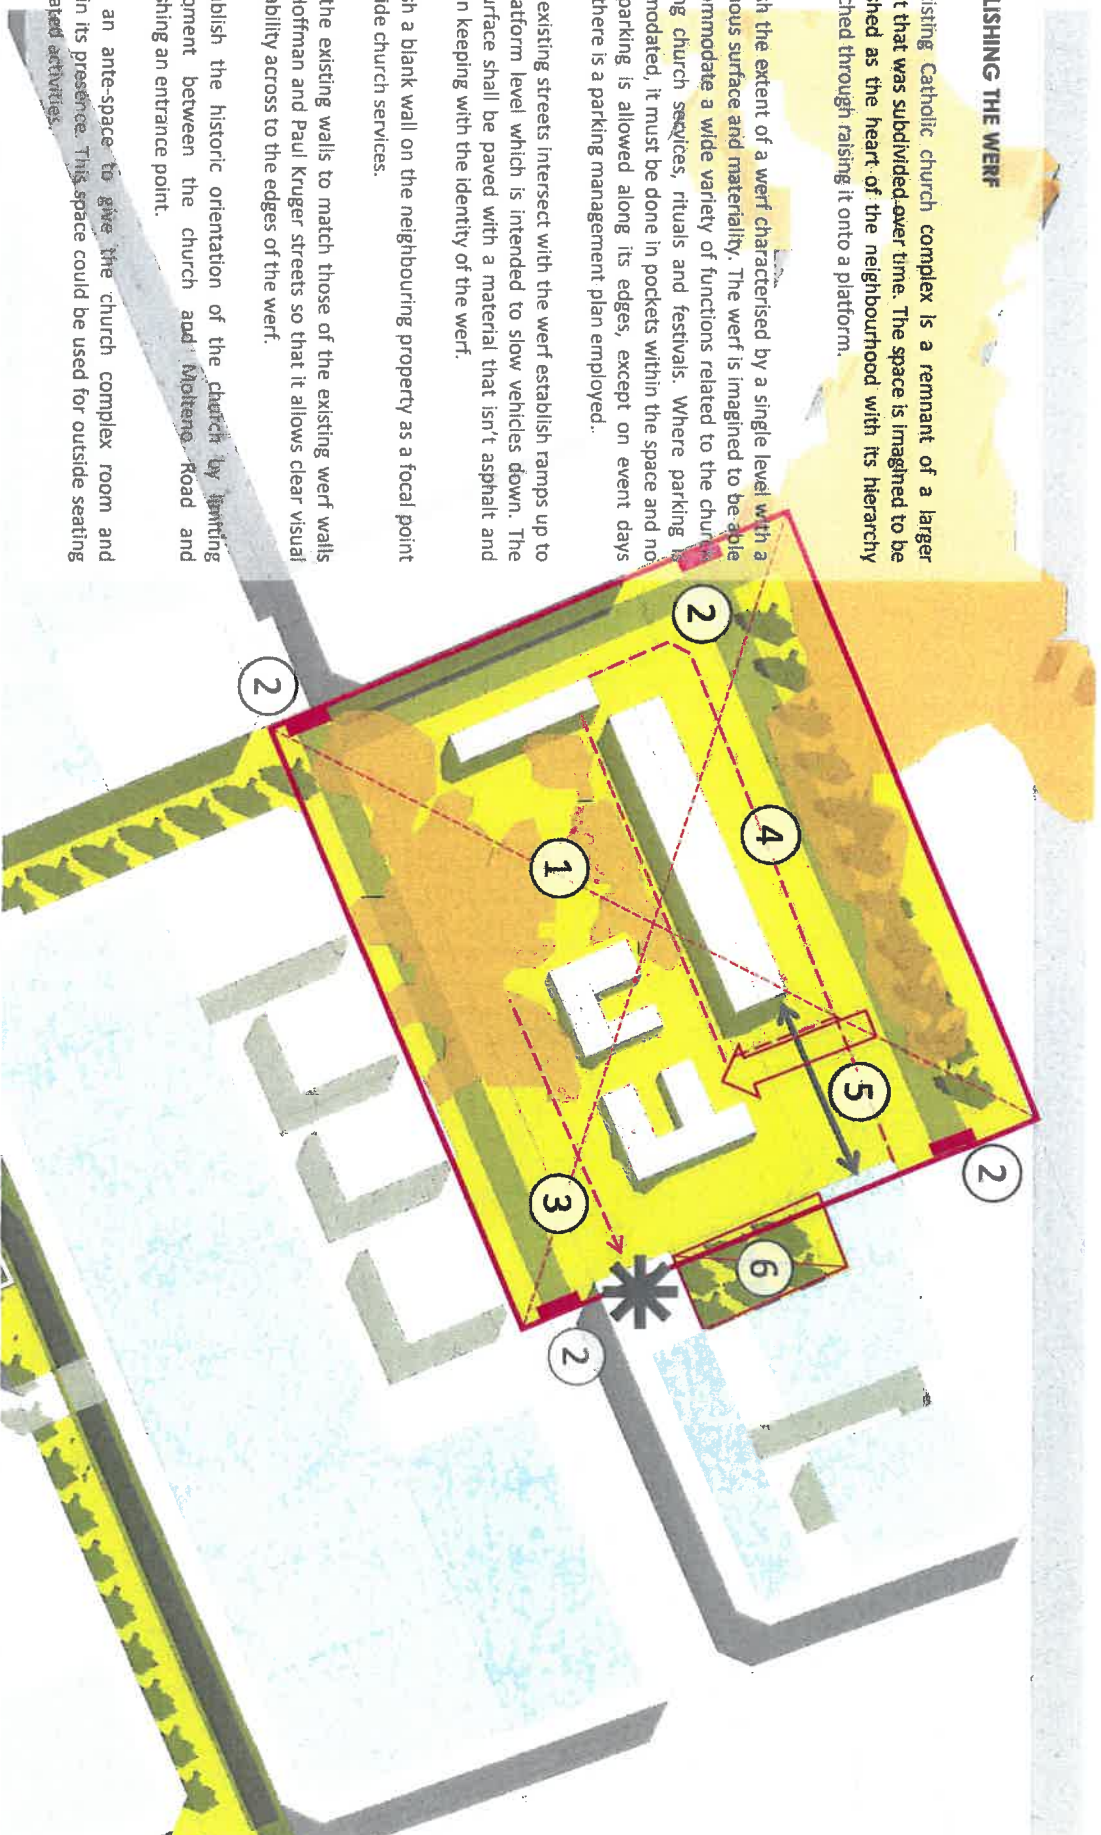 LISHING THE WERF
isting Catholic church complex is a remnant of a larger
t that was subdivided over time. The space is imagined to be
shed as the heart of the neighbourhood with its hierarchy
ched through raising it onto a platform.
sh the extent of a werf characterised by a single level with a
ous surface and materiality. The werf is imagined to be able
ommodate a wide variety of functions related to the church
ng church services, rituals and festivals. Where parking is
modated, it must be done in pockets within the space and no
parking is allowed along its edges, except on event days
there is a parking management plan employed..
existing streets intersect with the werf establish ramps up to
atform level which is intended to slow vehicles down. The
urface shall be paved with a material that isn't asphalt and
n keeping with the identity of the werf.
sh a blank wall on the neighbouring property as a focal point
ide church services.
the existing walls to match those of the existing werf walls
Hoffman and Paul Kruger streets so that it allows clear visual
ability across to the edges of the werf.
blish the historic orientation of the church by limiting
pment between the church and Molteno Road and
shing an entrance point.
an ante-space to give the church complex room and
in its presence. This space could be used for outside seating
ated activities.
2
2
4
1
5
2
3
6
2